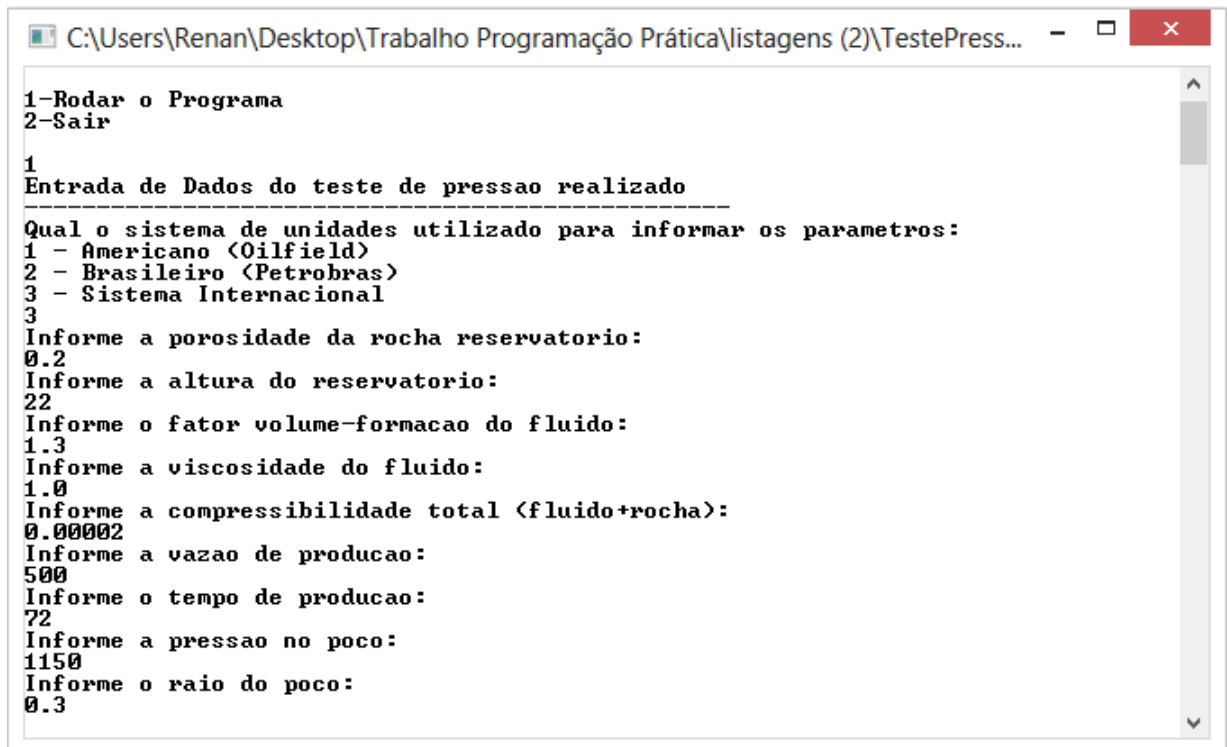 C:\Users\Renan\Desktop\Trabalho Programação Prática\listagens (2)\TestePress...
1-Rodar o Programa
2-Sair
1
Entrada de Dados do teste de pressao realizado
-------------------------------------------------
Qual o sistema de unidades utilizado para informar os parametros:
1 - Americano (Oilfield)
2 - Brasileiro (Petrobras)
3 - Sistema Internacional
3
Informe a porosidade da rocha reservatorio:
0.2
Informe a altura do reservatorio:
22
Informe o fator volume-formacao do fluido:
1.3
Informe a viscosidade do fluido:
1.0
Informe a compressibilidade total (fluido+rocha):
0.00002
Informe a vazao de producao:
500
Informe o tempo de producao:
72
Informe a pressao no poco:
1150
Informe o raio do poco:
0.3